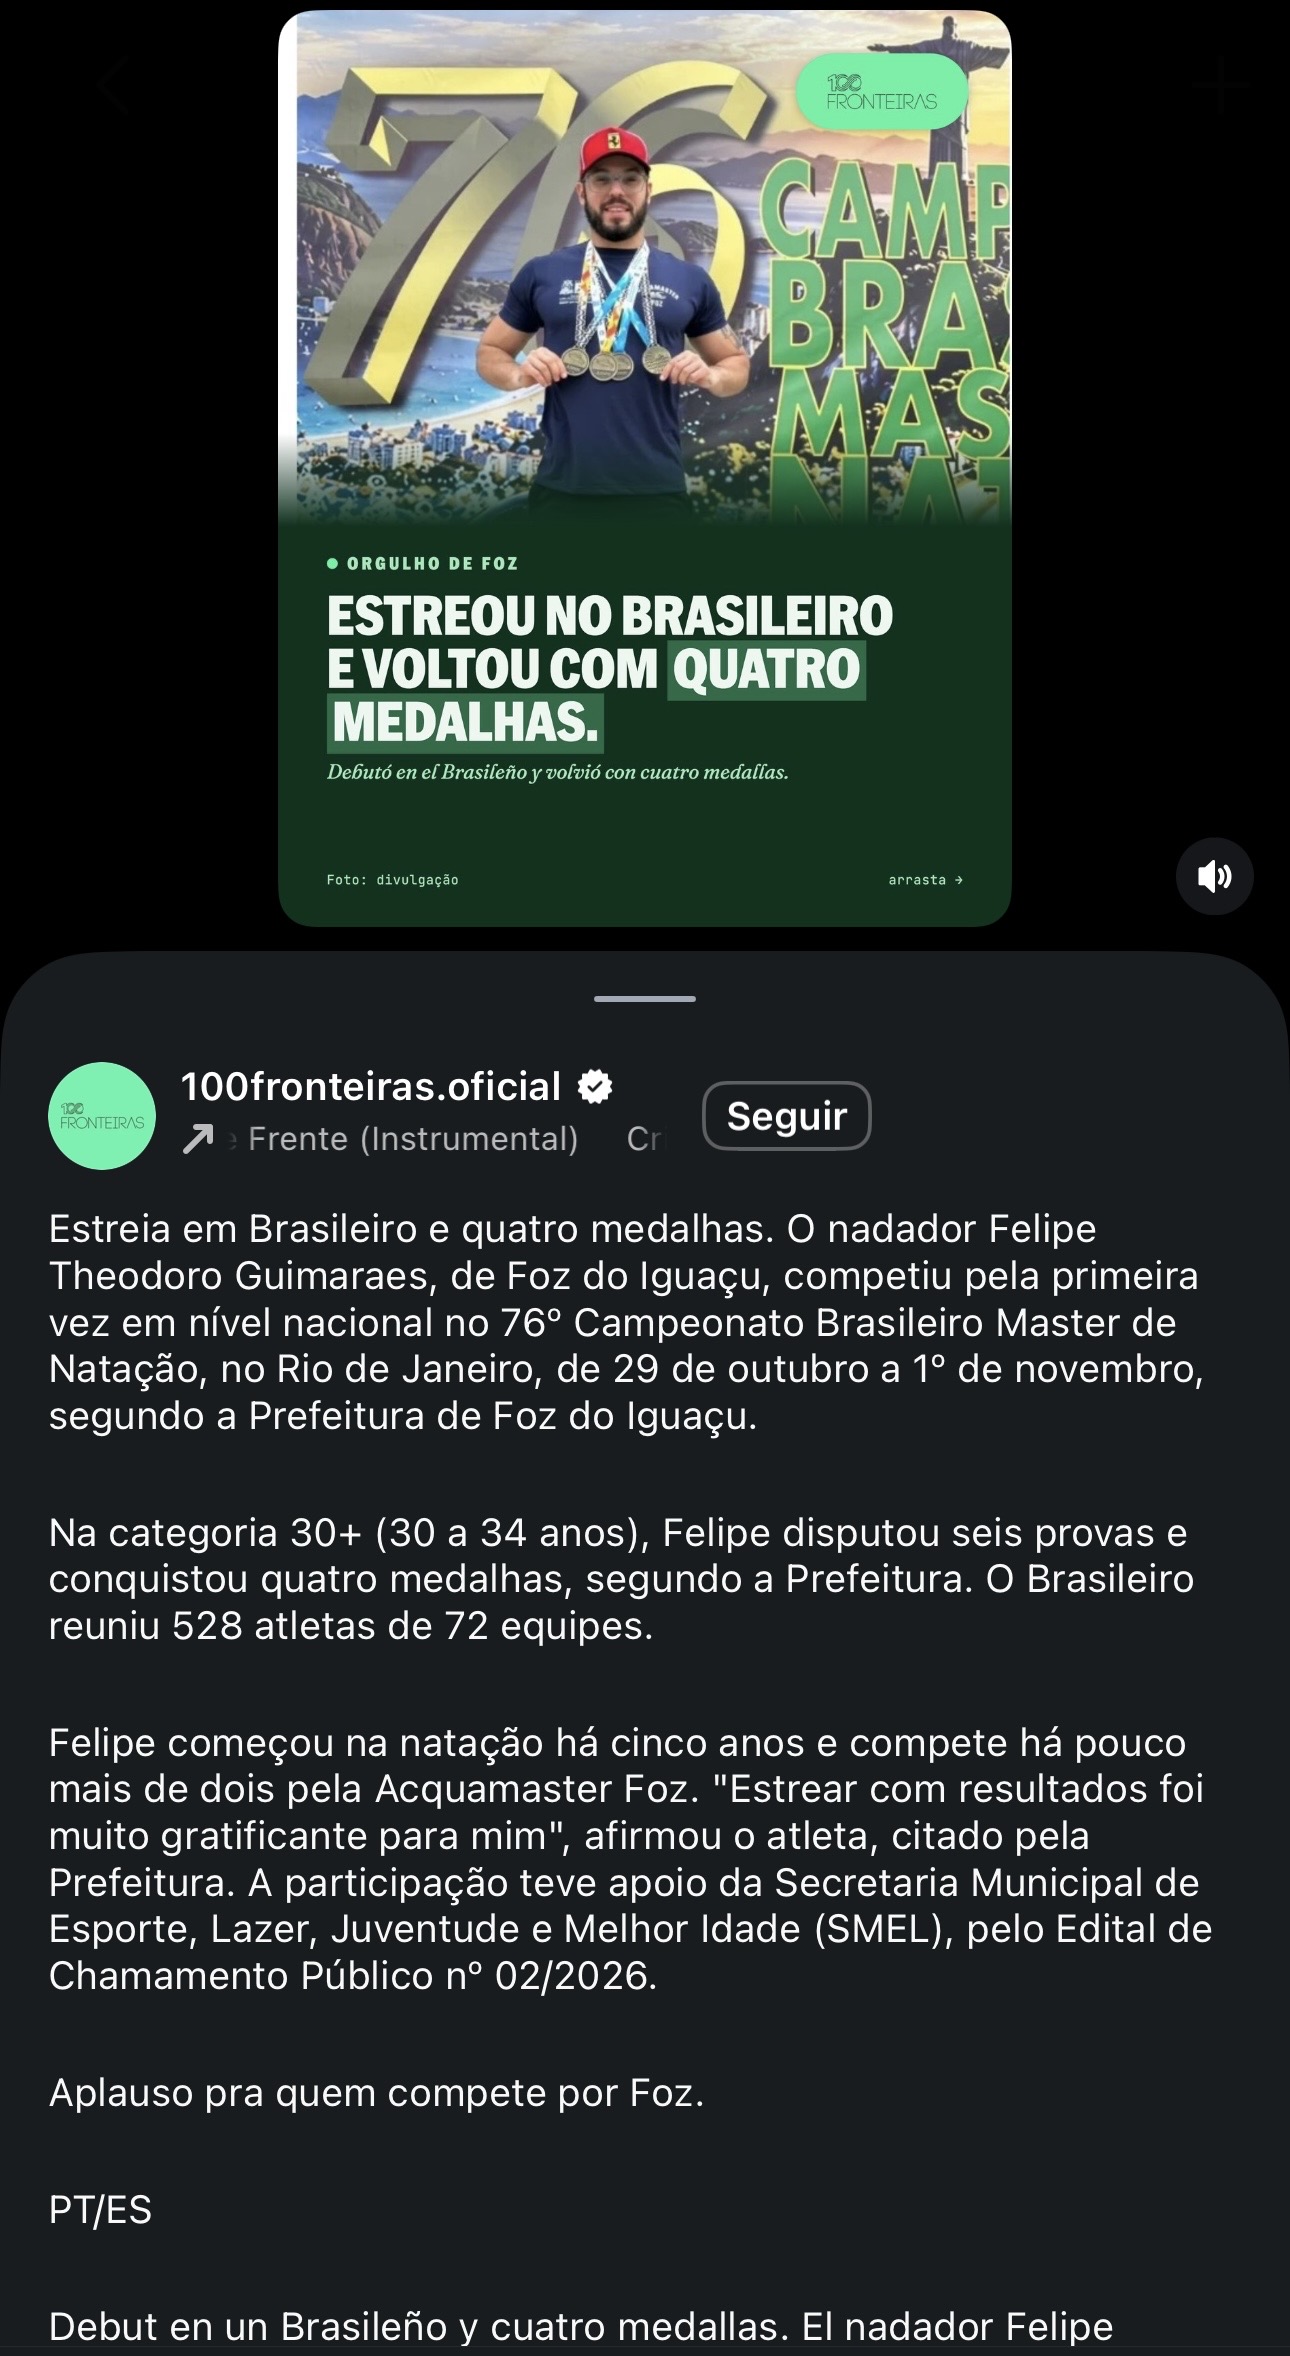 76
100
FRONTEIRAS
CAMP
BRA
MAS
NAT
ORGULHO DE FOZ
ESTREOU NO BRASILEIRO
E VOLTOU COM QUATRO
MEDALHAS.
Debutó en el Brasileño y volvió con cuatro medallas.
Foto: divulgação
arrasta →
100
FRONTEIRAS
100fronteiras.oficial
e Frente (Instrumental) Cri
Seguir
Estreia em Brasileiro e quatro medalhas. O nadador Felipe
Theodoro Guimaraes, de Foz do Iguaçu, competiu pela primeira
vez em nível nacional no 76º Campeonato Brasileiro Master de
Natação, no Rio de Janeiro, de 29 de outubro a 1º de novembro,
segundo a Prefeitura de Foz do Iguaçu.
Na categoria 30+ (30 a 34 anos), Felipe disputou seis provas e
conquistou quatro medalhas, segundo a Prefeitura. O Brasileiro
reuniu 528 atletas de 72 equipes.
Felipe começou na natação há cinco anos e compete há pouco
mais de dois pela Acquamaster Foz. "Estrear com resultados foi
muito gratificante para mim", afirmou o atleta, citado pela
Prefeitura. A participação teve apoio da Secretaria Municipal de
Esporte, Lazer, Juventude e Melhor Idade (SMEL), pelo Edital de
Chamamento Público nº 02/2026.
Aplauso pra quem compete por Foz.
PT/ES
Debut en un Brasileño y cuatro medallas. El nadador Felipe